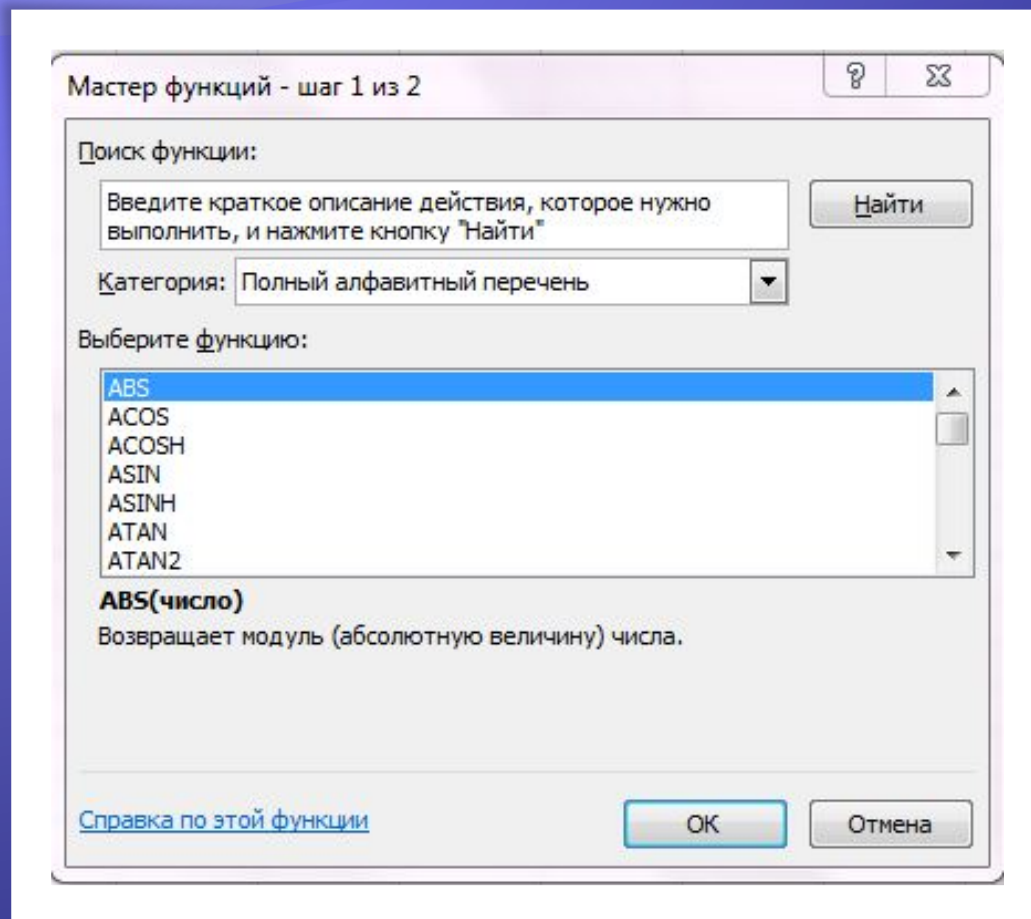 Мастер функций - шаг 1 из 2
Поиск функции:
Введите краткое описание действия, которое нужно
выполнить, и нажмите кнопку "Найти"
Найти
Категория: Полный алфавитный перечень
Выберите функцию:
ABS
ACOS
ACOSH
ASIN
ASINH
ATAN
ATAN2
ABS(число)
Возвращает модуль (абсолютную величину) числа.
Справка по этой функции
ОК
Отмена